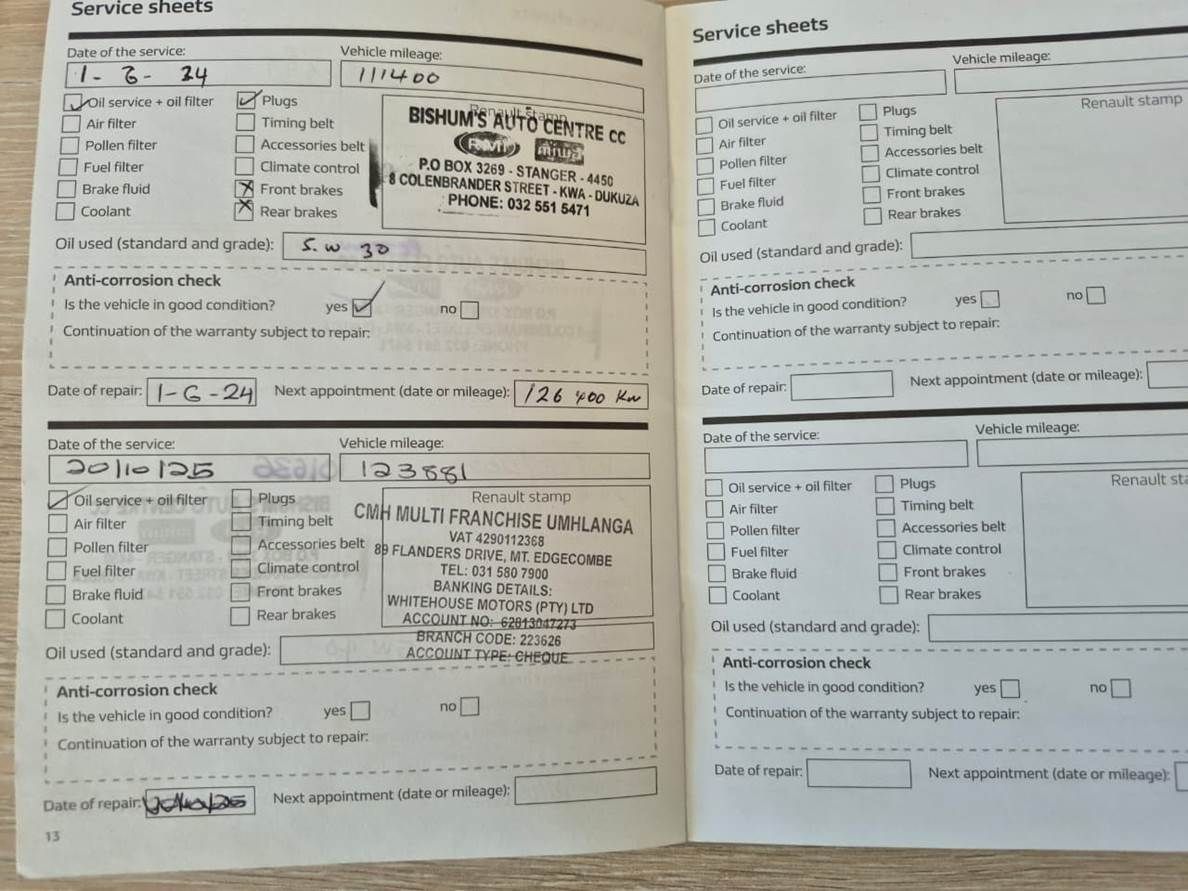 Service sheets
Date of the service: Vehicle mileage:
1-6-24 111400
Oil service + oil filter Plugs
Air filter Timing belt
Pollen filter Accessories belt
Fuel filter Climate control
Brake fluid Front brakes
Coolant Rear brakes
Renault stamp
BISHUM'S AUTO CENTRE CC
miwa
P.O BOX 3269 - STANGER - 4450
8 COLENBRANDER STREET - KWA - DUKUZA
PHONE: 032 551 5471
Oil used (standard and grade): 5.W 30
Anti-corrosion check
Is the vehicle in good condition? yes no
Continuation of the warranty subject to repair:
Date of repair: 1-6-24 Next appointment (date or mileage): 126 400 Km
Date of the service: Vehicle mileage:
20/10/25 123881
Oil service + oil filter Plugs
Air filter Timing belt
Pollen filter Accessories belt
Fuel filter Climate control
Brake fluid Front brakes
Coolant Rear brakes
Renault stamp
CMH MULTI FRANCHISE UMHLANGA
VAT 4290112368
89 FLANDERS DRIVE, MT. EDGECOMBE
TEL: 031 580 7900
BANKING DETAILS:
WHITEHOUSE MOTORS (PTY) LTD
ACCOUNT NO: 62813047273
BRANCH CODE: 223626
ACCOUNT TYPE: CHEQUE
Oil used (standard and grade):
Anti-corrosion check
Is the vehicle in good condition? yes no
Continuation of the warranty subject to repair:
Date of repair: Next appointment (date or mileage):
13
Service sheets
Date of the service: Vehicle mileage:
Oil service + oil filter Plugs
Air filter Timing belt
Pollen filter Accessories belt
Fuel filter Climate control
Brake fluid Front brakes
Coolant Rear brakes
Renault stamp
Oil used (standard and grade):
Anti-corrosion check
Is the vehicle in good condition? yes no
Continuation of the warranty subject to repair:
Date of repair: Next appointment (date or mileage):
Date of the service: Vehicle mileage:
Oil service + oil filter Plugs
Air filter Timing belt
Pollen filter Accessories belt
Fuel filter Climate control
Brake fluid Front brakes
Coolant Rear brakes
Renault sta
Oil used (standard and grade):
Anti-corrosion check
Is the vehicle in good condition? yes no
Continuation of the warranty subject to repair:
Date of repair: Next appointment (date or mileage):